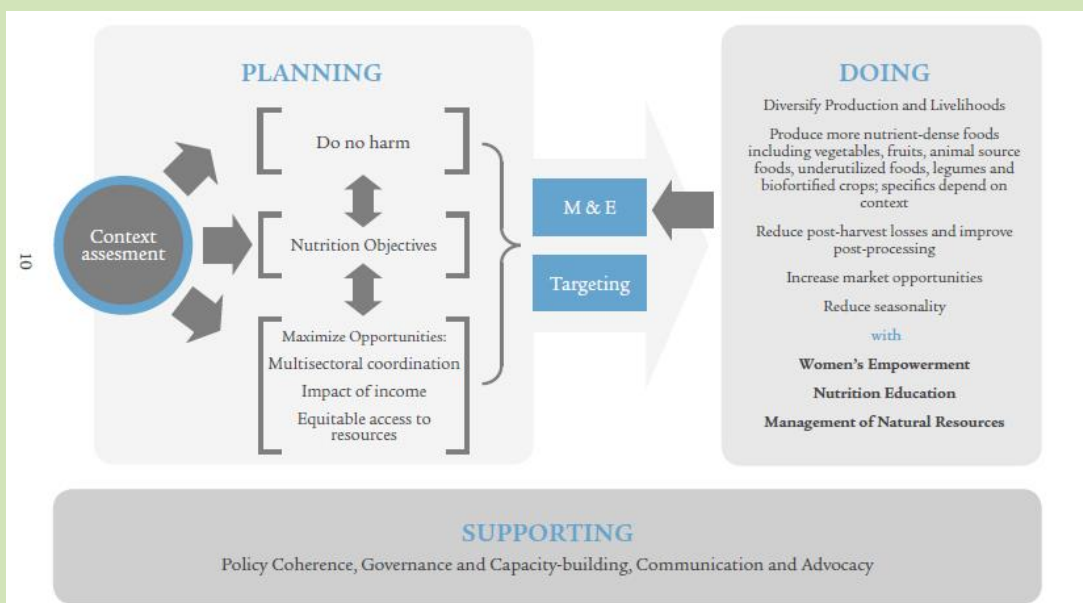 PLANNING
Do no harm
Context
assesment
Nutrition Objectives
Maximize Opportunities:
Multisectoral coordination
Impact of income
Equitable access to
resources
M & E
Targeting
DOING
Diversify Production and Livelihoods
Produce more nutrient-dense foods
including vegetables, fruits, animal source
foods, underutilized foods, legumes and
biofortified crops; specifics depend on
context
Reduce post-harvest losses and improve
post-processing
Increase market opportunities
Reduce seasonality
with
Women's Empowerment
Nutrition Education
Management of Natural Resources
SUPPORTING
Policy Coherence, Governance and Capacity-building, Communication and Advocacy
10